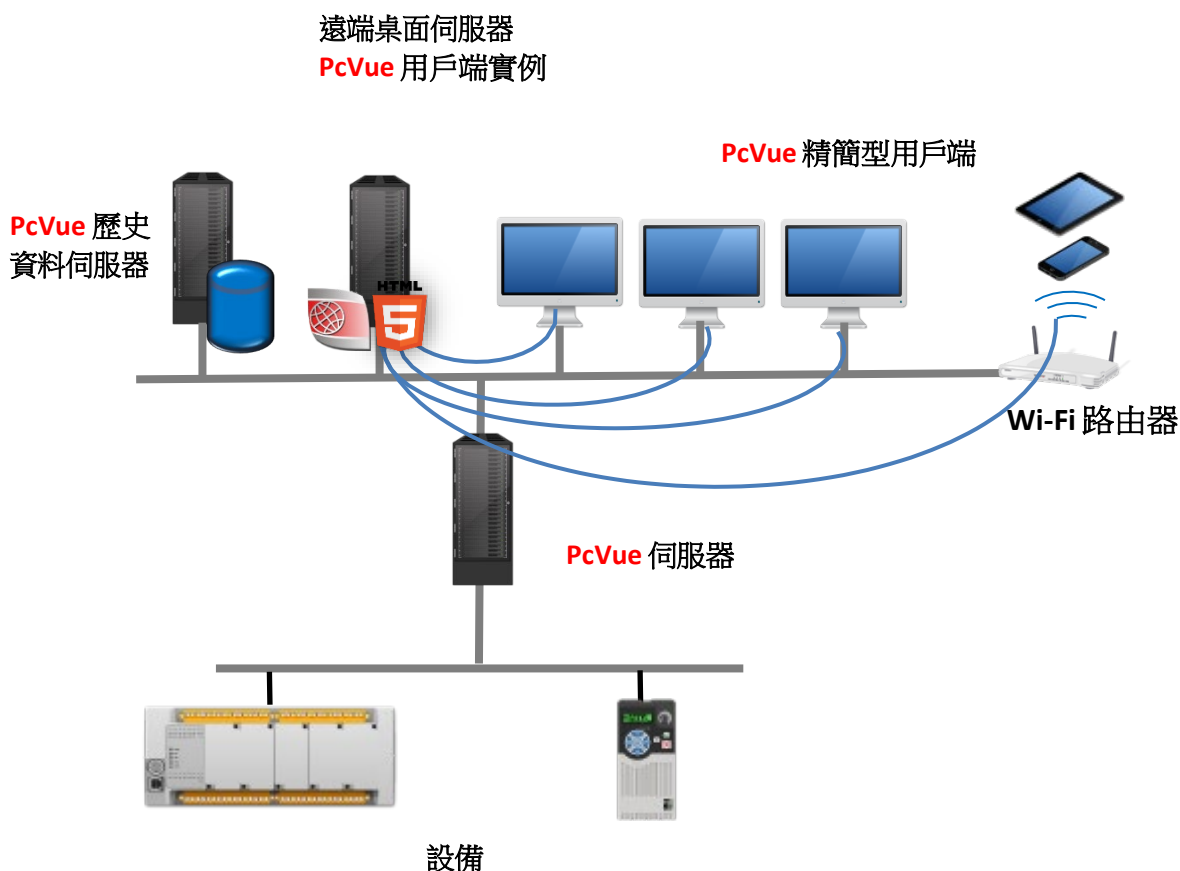 遠端桌面伺服器
PcVue 用戶端實例
PcVue 精簡型用戶端
PcVue 歷史
資料伺服器
HTML
5
Wi-Fi 路由器
PcVue 伺服器
設備